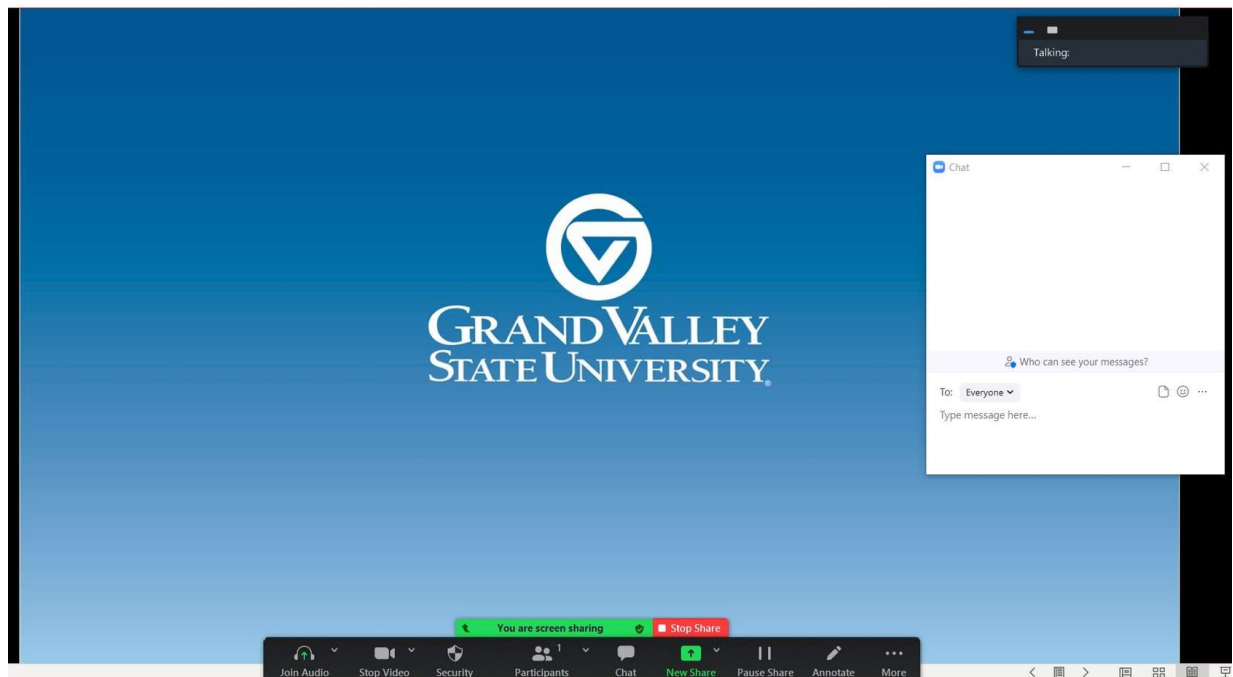 Talking:
Chat
GRAND VALLEY
STATE UNIVERSITY®
Who can see your messages?
To: Everyone
Type message here...
You are screen sharing Stop Share
1
Join Audio Stop Video Security Participants Chat New Share Pause Share Annotate More